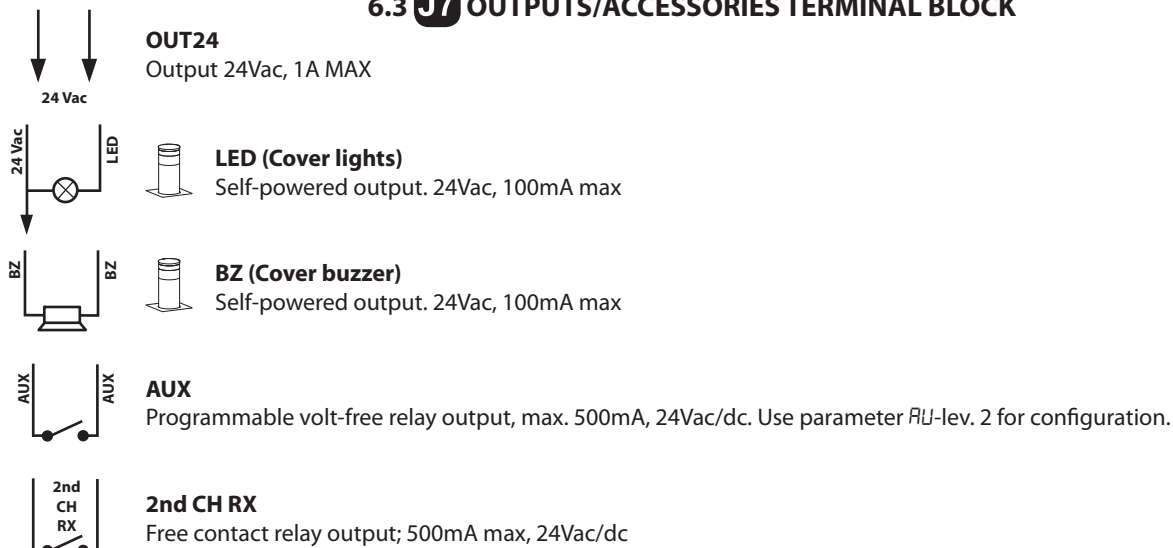 6.3 J7 OUTPUTS/ACCESSORIES TERMINAL BLOCK
OUT24
Output 24Vac, 1A MAX
24 Vac
24 Vac
LED
LED (Cover lights)
Self-powered output. 24Vac, 100mA max
BZ
BZ
BZ (Cover buzzer)
Self-powered output. 24Vac, 100mA max
AUX
AUX
AUX
Programmable volt-free relay output, max. 500mA, 24Vac/dc. Use parameter AU-lev. 2 for configuration.
2nd
CH
RX
2nd CH RX
Free contact relay output; 500mA max, 24Vac/dc